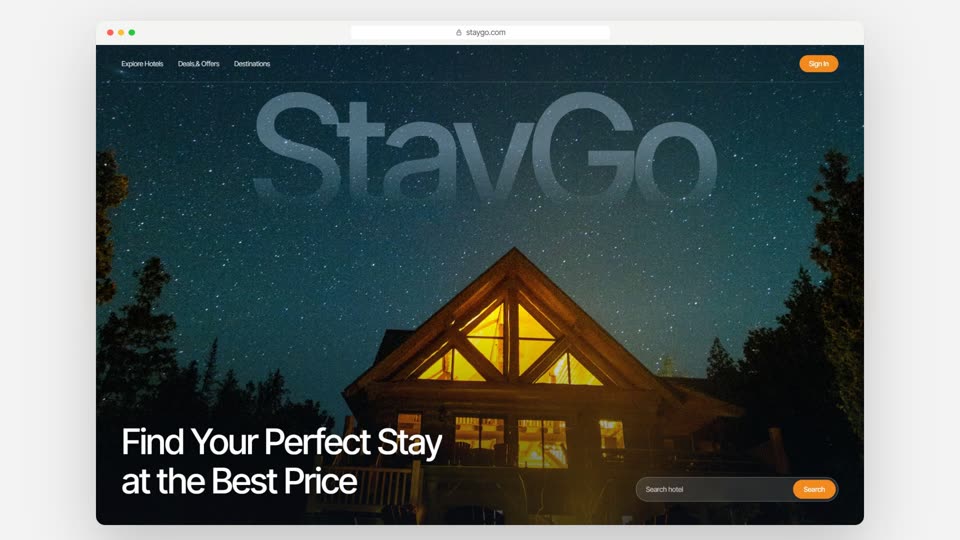 staygo.com
Explore Hotels Deals & Offers Destinations Sign In
StayGo
Find Your Perfect Stay
at the Best Price
Search hotel Search